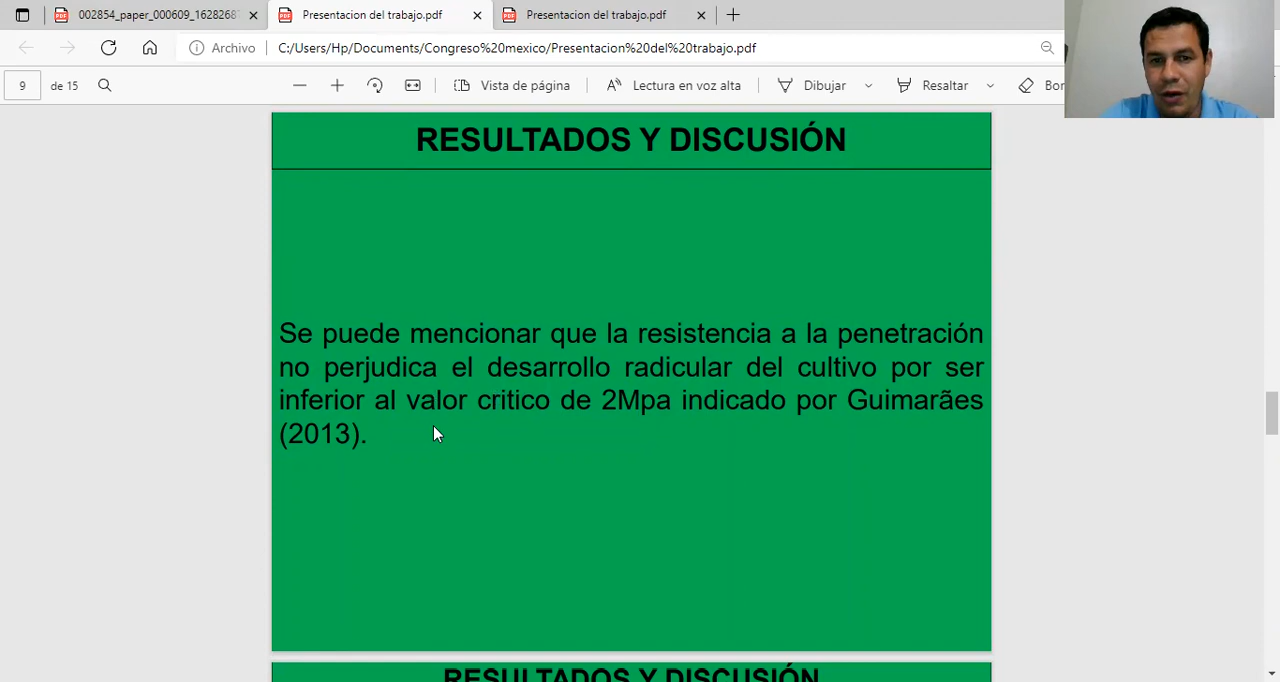 002854_paper_000609_162826
Presentacion del trabajo.pdf
Presentacion del trabajo.pdf
Archivo
C:/Users/Hp/Documents/Congreso%20mexico/Presentacion%20del%20trabajo.pdf
9 de 15
Vista de página
Lectura en voz alta
Dibujar
Resaltar
RESULTADOS Y DISCUSIÓN
Se puede mencionar que la resistencia a la penetración
no perjudica el desarrollo radicular del cultivo por ser
inferior al valor critico de 2Mpa indicado por Guimarães
(2013).
RESULTADOS Y DISCUSIÓN